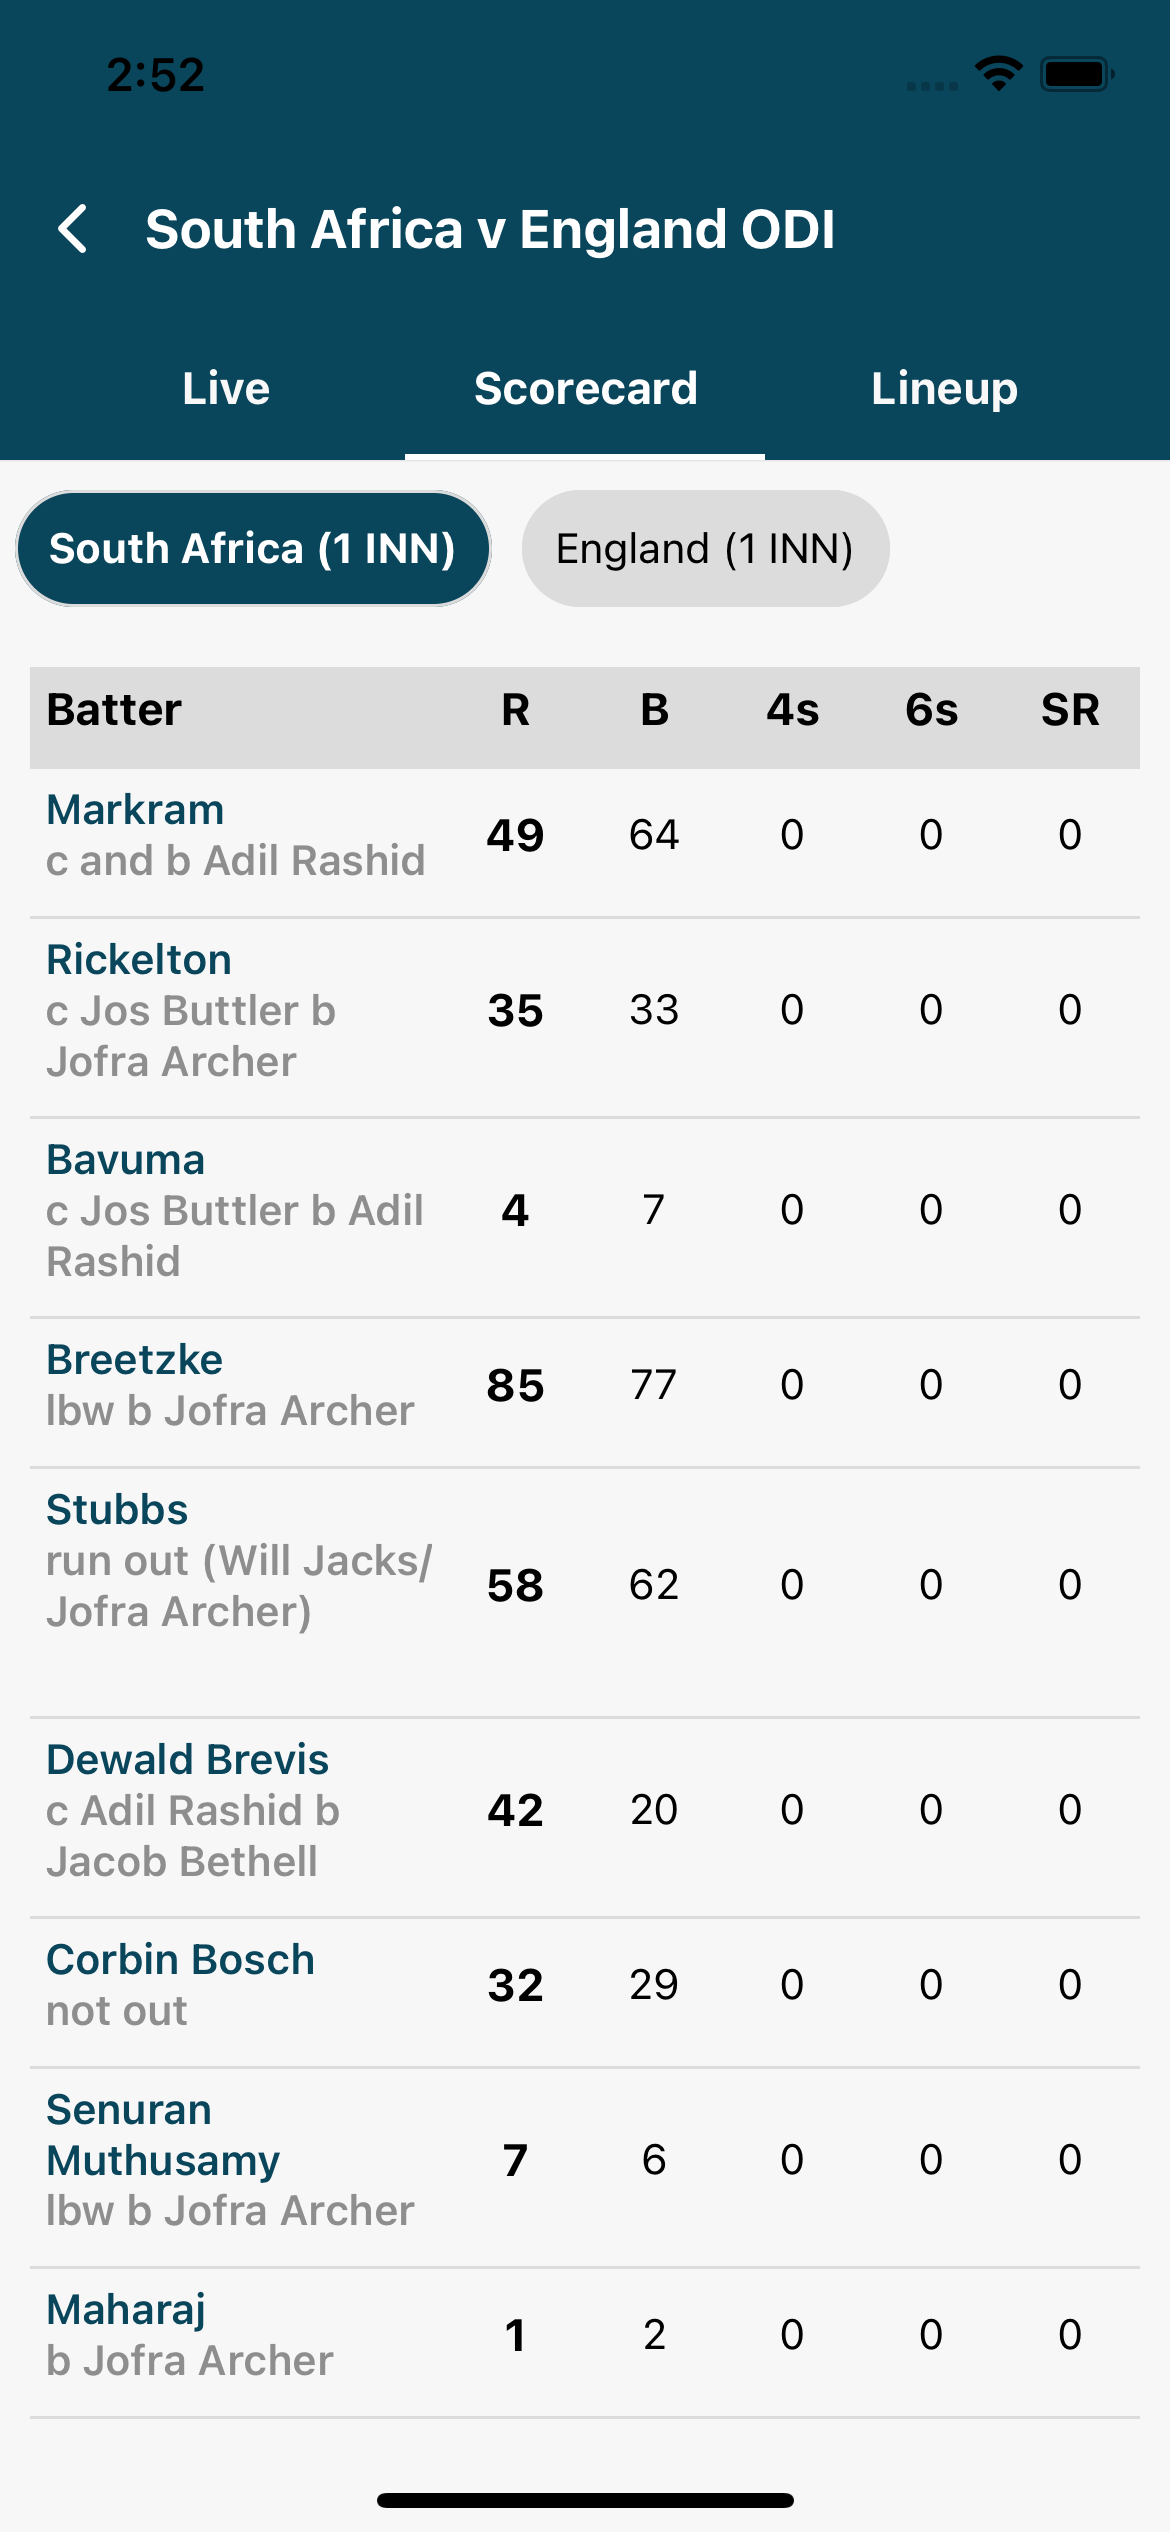 2:52
South Africa v England ODI
Live Scorecard Lineup
South Africa (1 INN) England (1 INN)
Batter R B 4s 6s SR
Markram
c and b Adil Rashid
49 64 0 0 0
Rickelton
c Jos Buttler b
Jofra Archer
35 33 0 0 0
Bavuma
c Jos Buttler b Adil
Rashid
4 7 0 0 0
Breetzke
lbw b Jofra Archer
85 77 0 0 0
Stubbs
run out (Will Jacks/
Jofra Archer)
58 62 0 0 0
Dewald Brevis
c Adil Rashid b
Jacob Bethell
42 20 0 0 0
Corbin Bosch
not out
32 29 0 0 0
Senuran
Muthusamy
lbw b Jofra Archer
7 6 0 0 0
Maharaj
b Jofra Archer
1 2 0 0 0